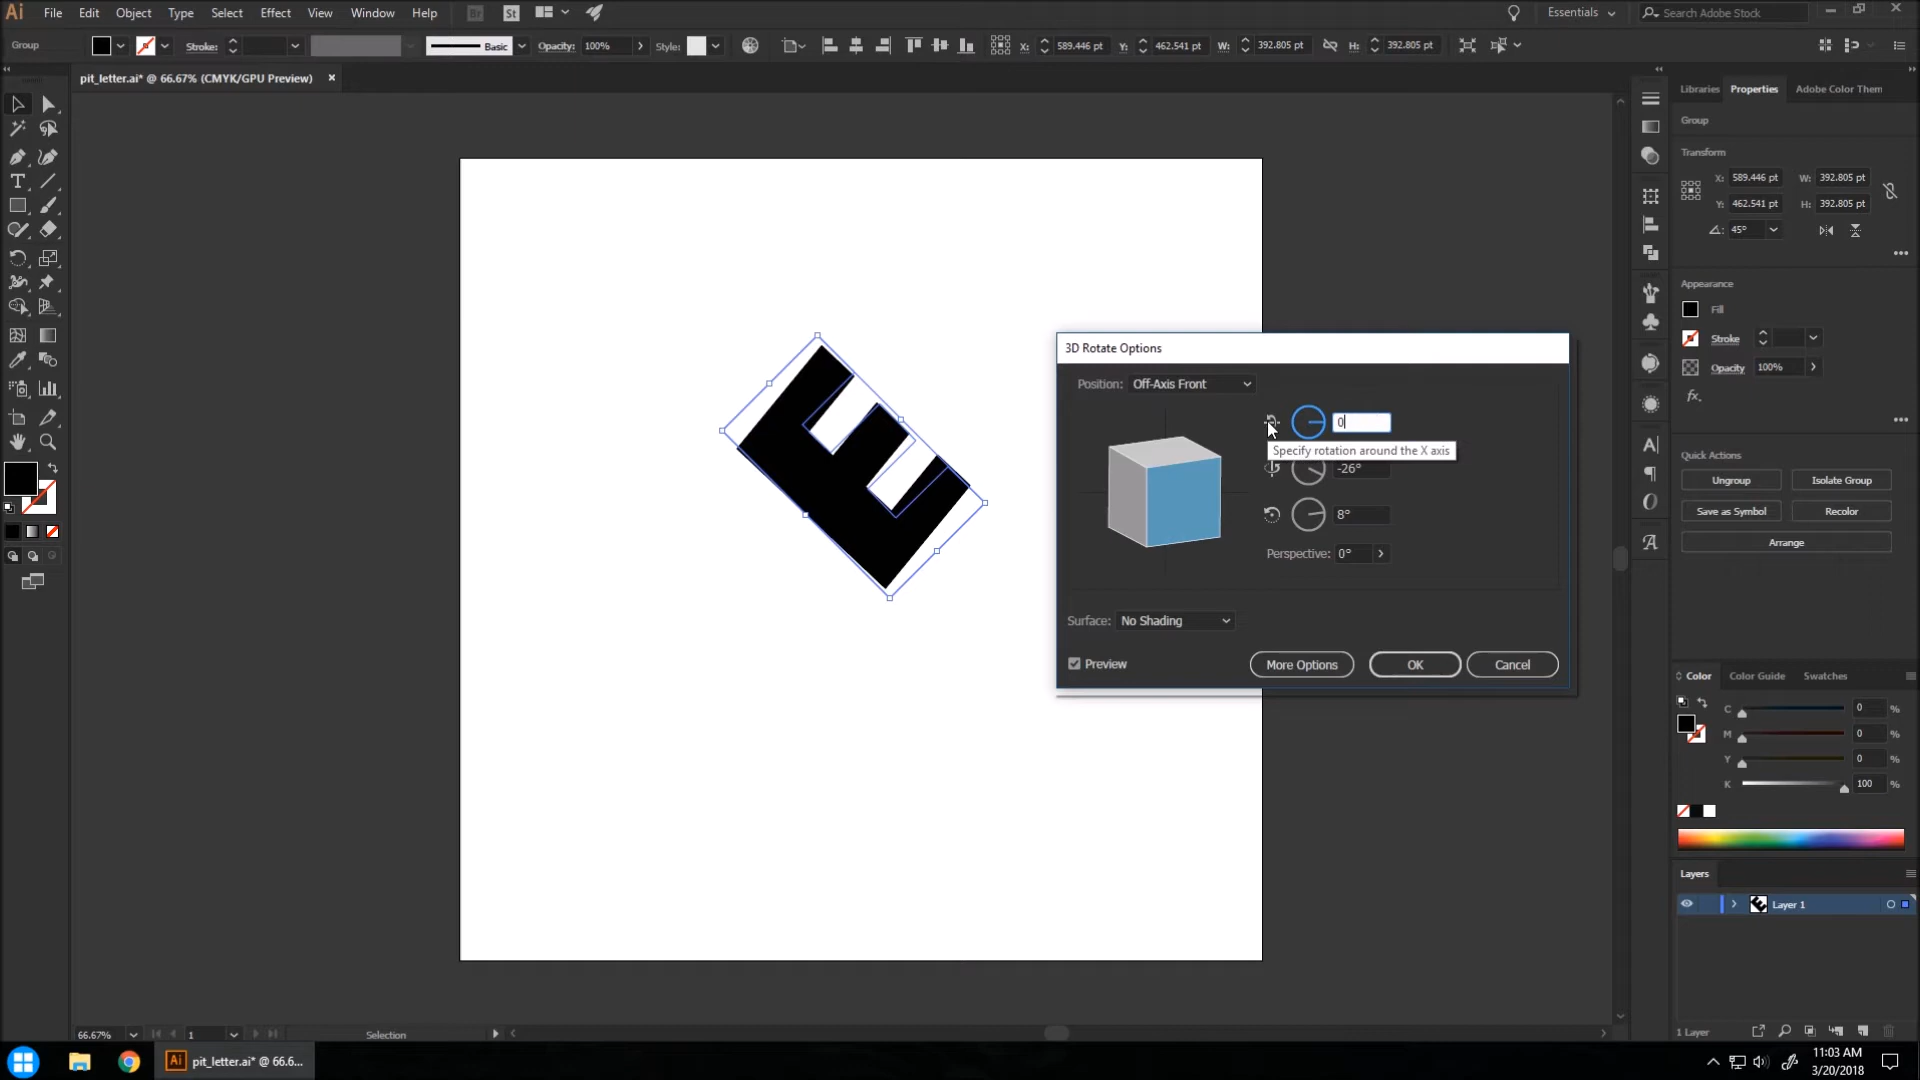 Ai File Edit Object Type Select Effect View Window Help Br St Essentials Search Adobe Stock
Group Stroke: Basic Opacity: 100% Style: X: 589.446 pt Y: 462.541 pt W: 392.805 pt H: 392.805 pt
pit_letter.ai* @ 66.67% (CMYK/GPU Preview) ×
Libraries Properties Adobe Color Them
Group
Transform
X: 589.446 pt W: 392.805 pt
Y: 462.541 pt H: 392.805 pt
45°
Appearance
Fill
Stroke
Opacity 100%
fx.
Quick Actions
Ungroup Isolate Group
Save as Symbol Recolor
Arrange
3D Rotate Options
Position: Off-Axis Front
0
Specify rotation around the X axis
-26°
8°
Perspective: 0°
Surface: No Shading
Preview More Options OK Cancel
E
Color Color Guide Swatches
C 0 %
M 0 %
Y 0 %
K 100 %
Layers
Layer 1
1 Layer
66.67% 1 Selection
Ai pit_letter.ai* @ 66.6...
11:03 AM
3/20/2018